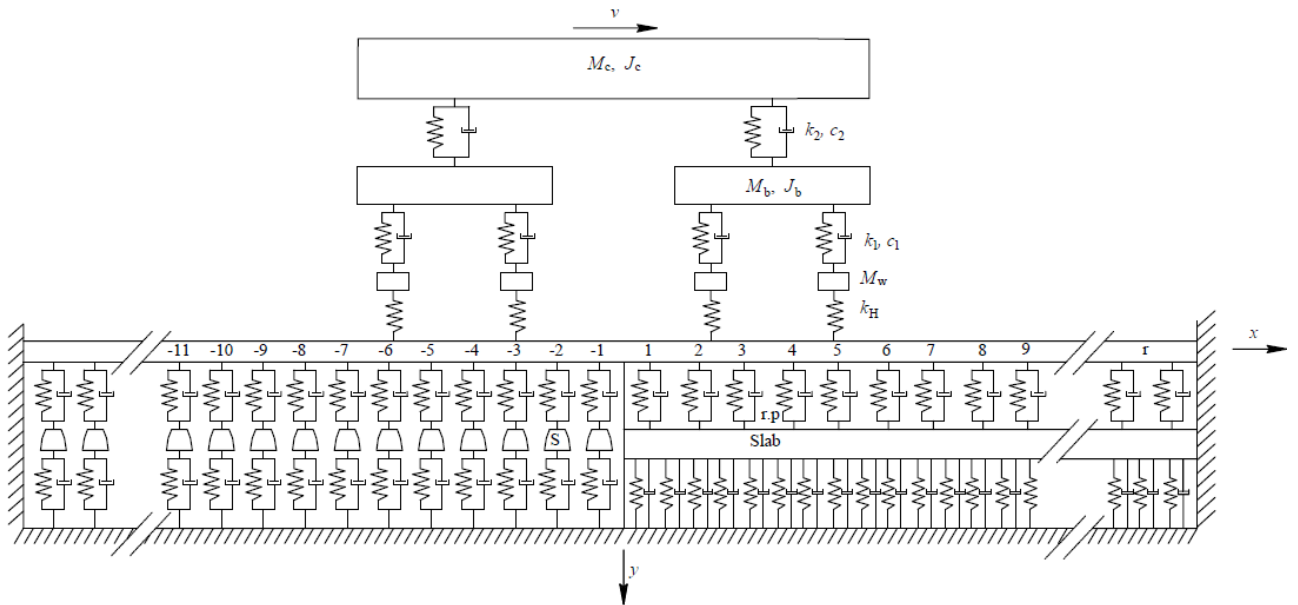 v
Mc, Jc
k2, c2
Mb, Jb
k1, c1
Mw
kH
x
-11 -10 -9 -8 -7 -6 -5 -4 -3 -2 -1 1 2 3 4 5 6 7 8 9 r
r.p
S Slab
y